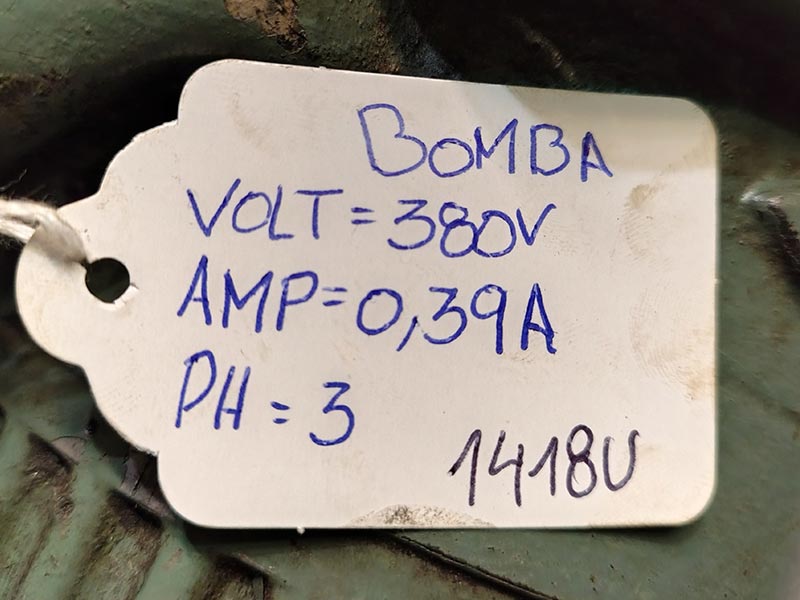 BOMBA
VOLT = 380V
AMP = 0,39A
PH = 3
1418U